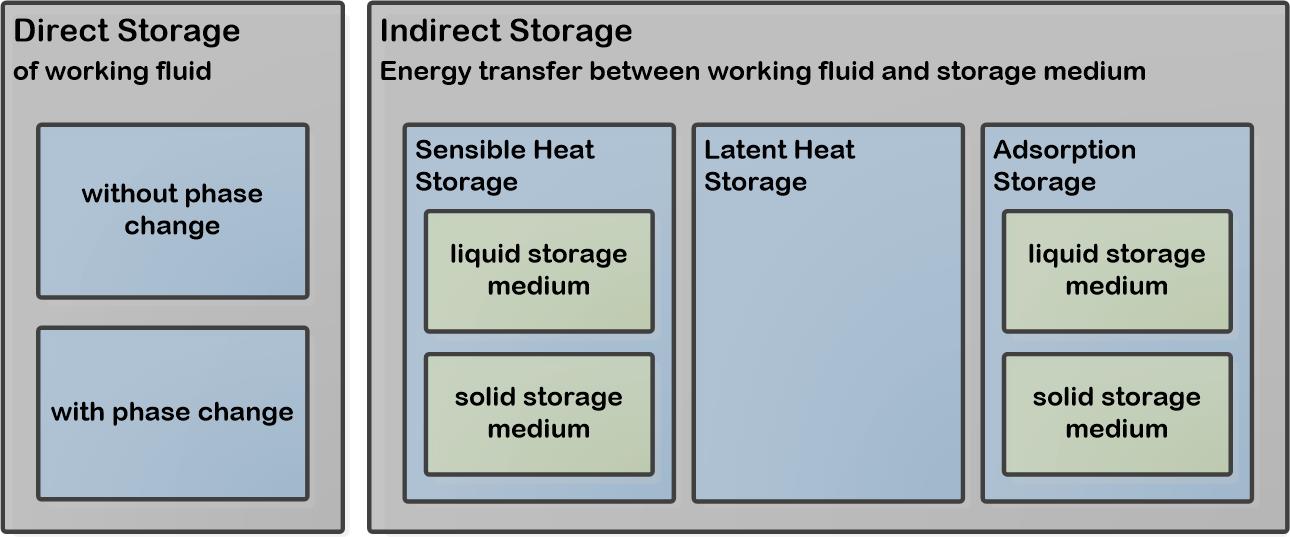 Direct Storage
of working fluid
without phase
change
with phase change
Indirect Storage
Energy transfer between working fluid and storage medium
Sensible Heat
Storage
liquid storage
medium
solid storage
medium
Latent Heat
Storage
Adsorption
Storage
liquid storage
medium
solid storage
medium